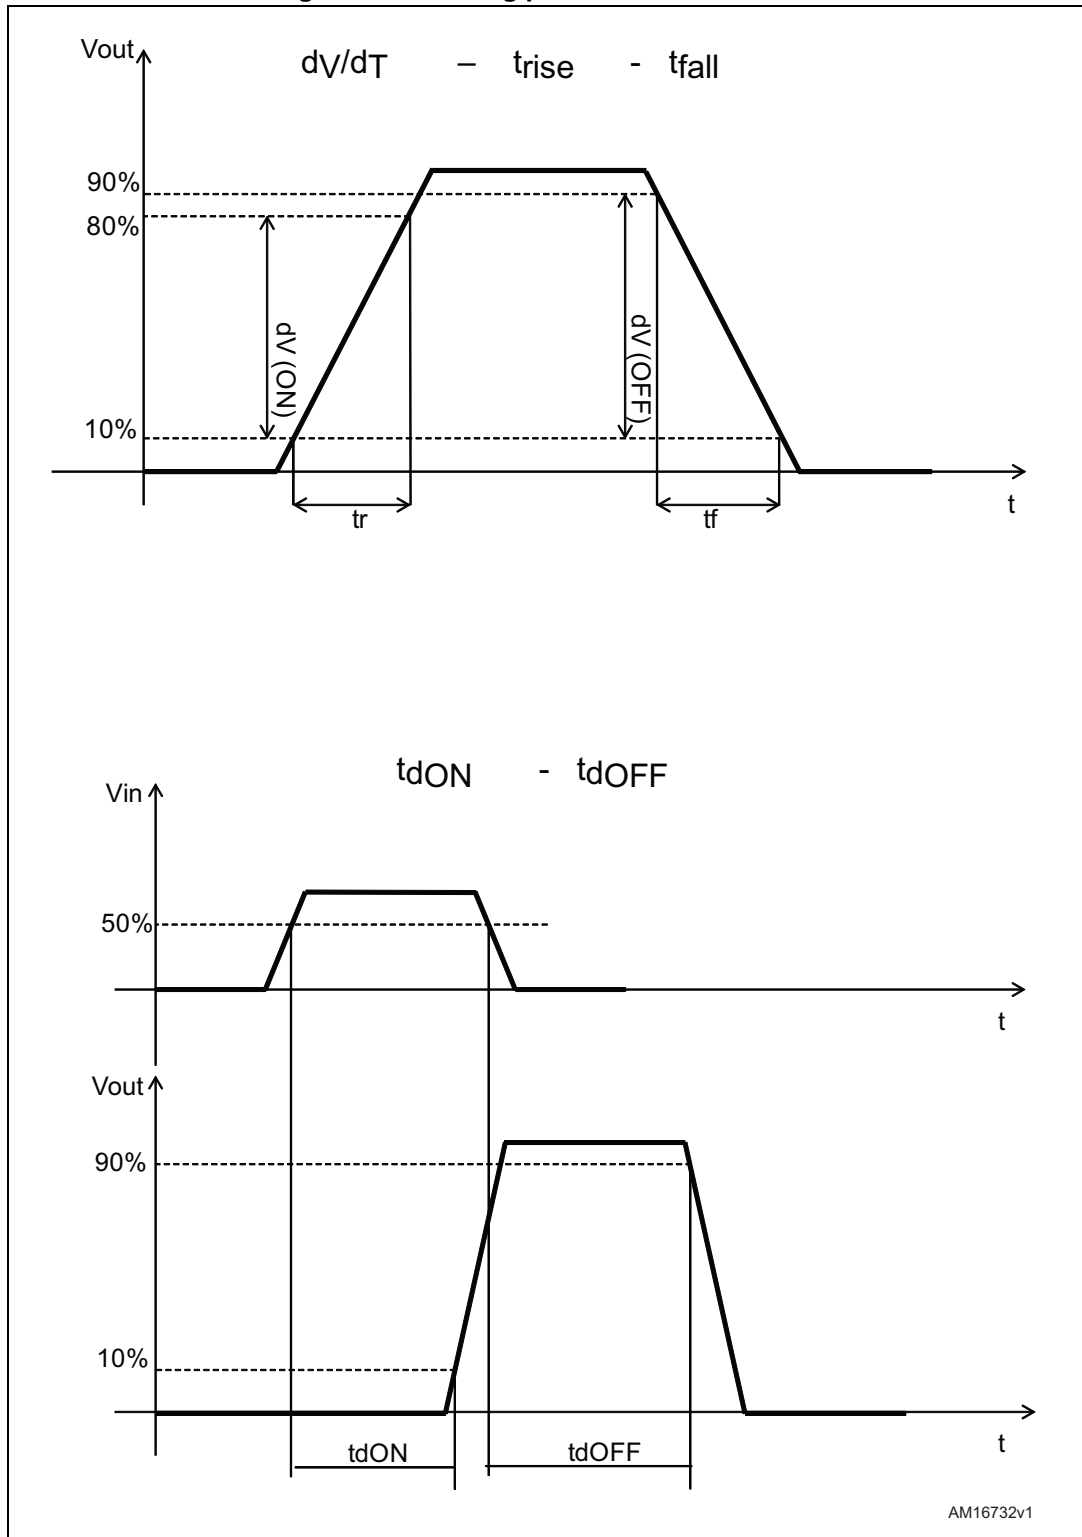 Vout
dV/dT – trise - tfall
90%
80%
dV (ON)
dV (OFF)
10%
tr
tf
t
tdON - tdOFF
Vin
50%
t
Vout
90%
10%
tdON
tdOFF
t
AM16732v1